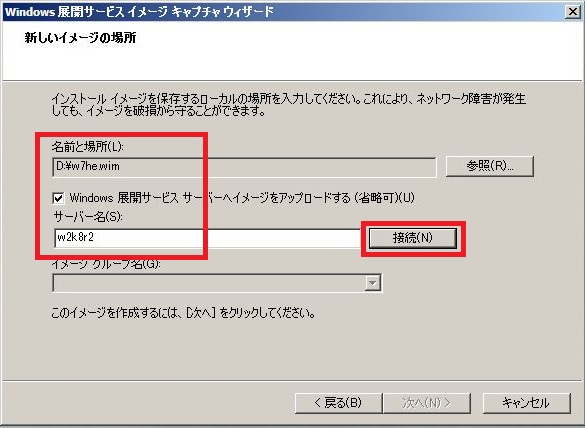 Windows 展開サービス イメージ キャプチャ ウィザード
新しいイメージの場所
インストール イメージを保存するローカルの場所を入力してください。これにより、ネットワーク障害が発生
しても、イメージを破損から守ることができます。
名前と場所(L):
D:¥w7he.wim
参照(R)...
Windows 展開サービス サーバーへイメージをアップロードする (省略可)(U)
サーバー名(S):
w2k8r2
接続(N)
イメージ グループ名(G):
このイメージを作成するには、[次へ] をクリックしてください。
< 戻る(B)
次へ(N) >
キャンセル